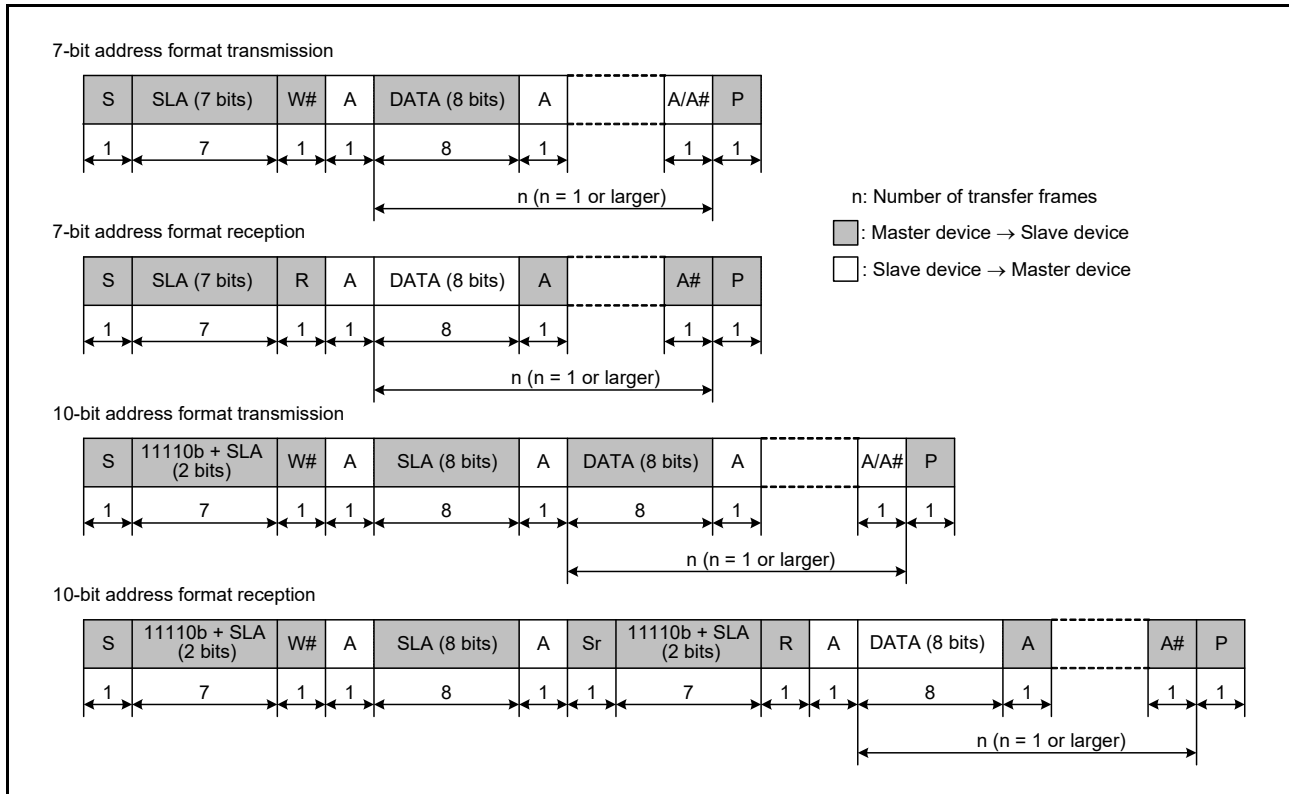 7-bit address format transmission
S SLA (7 bits) W# A DATA (8 bits) A A/A# P
1 7 1 1 8 1 1 1
n (n = 1 or larger)
n: Number of transfer frames
: Master device → Slave device
: Slave device → Master device
7-bit address format reception
S SLA (7 bits) R A DATA (8 bits) A A# P
1 7 1 1 8 1 1 1
n (n = 1 or larger)
10-bit address format transmission
S 11110b + SLA (2 bits) W# A SLA (8 bits) A DATA (8 bits) A A/A# P
1 7 1 1 8 1 8 1 1 1
n (n = 1 or larger)
10-bit address format reception
S 11110b + SLA (2 bits) W# A SLA (8 bits) A Sr 11110b + SLA (2 bits) R A DATA (8 bits) A A# P
1 7 1 1 8 1 1 7 1 1 8 1 1 1
n (n = 1 or larger)